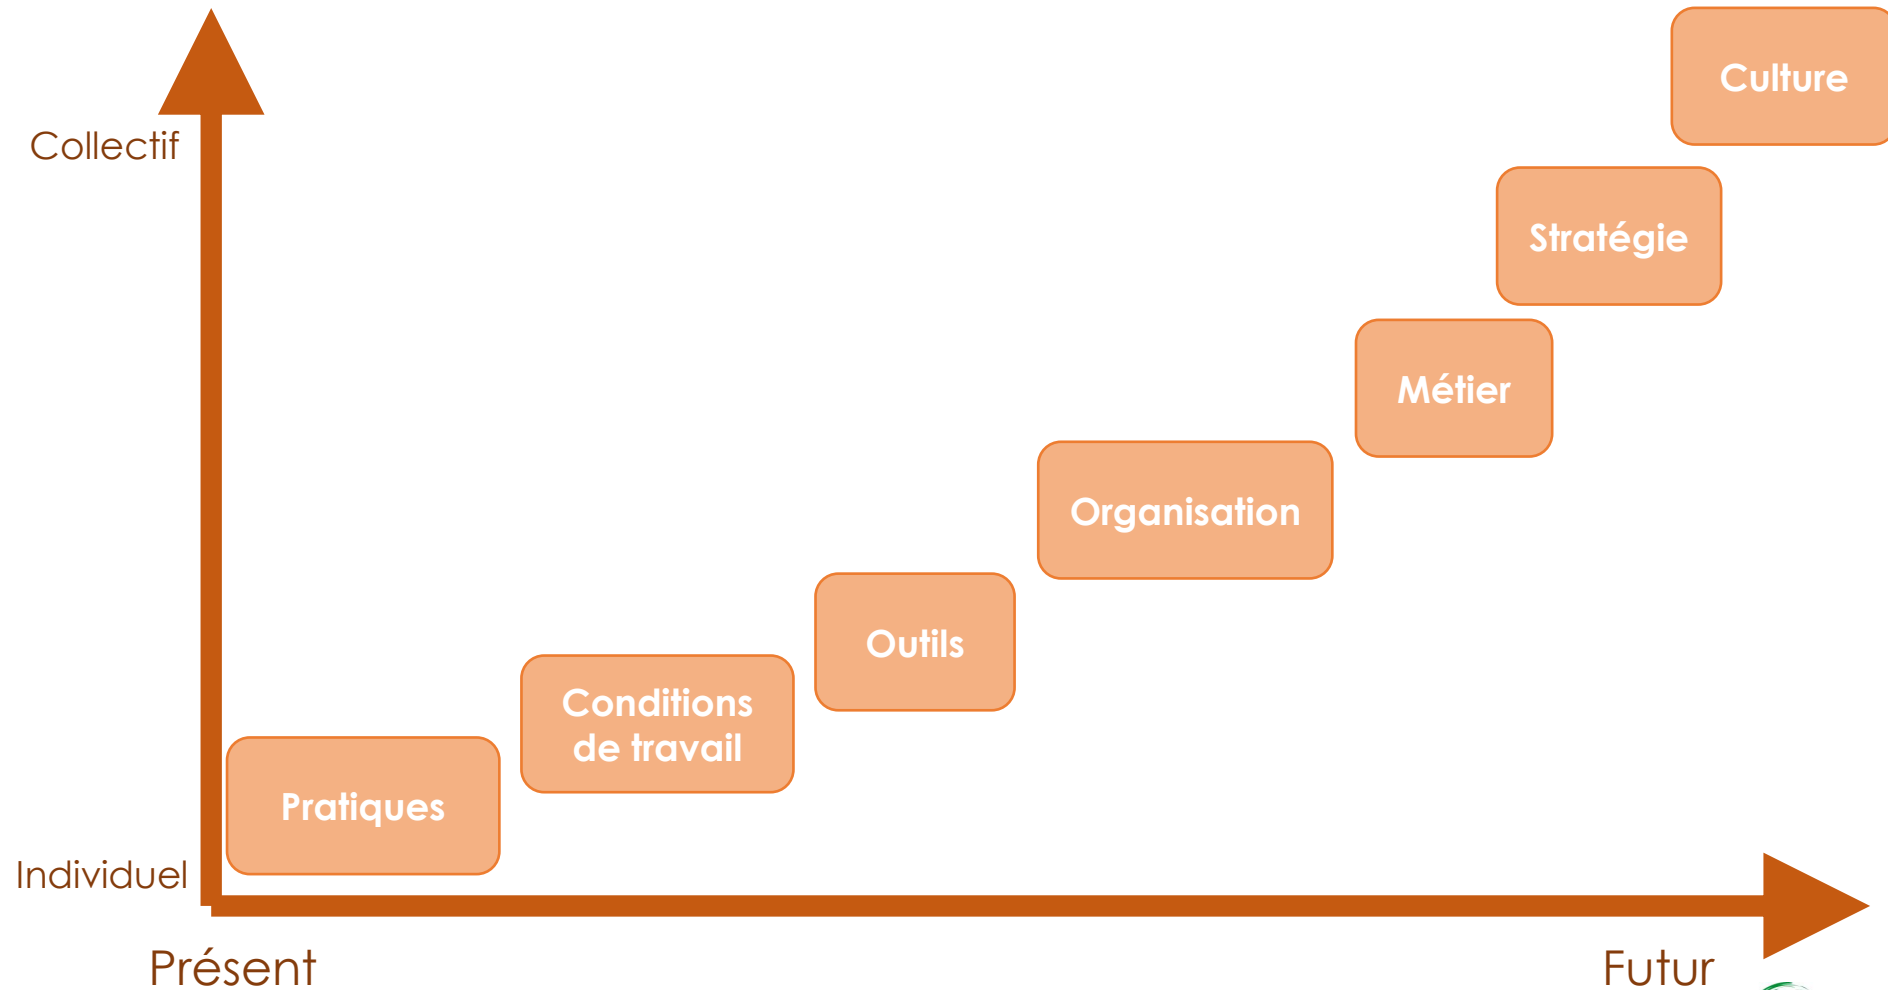 Culture
Collectif
Stratégie
Métier
Organisation
Outils
Conditions
de travail
Pratiques
Individuel
Présent
Futur